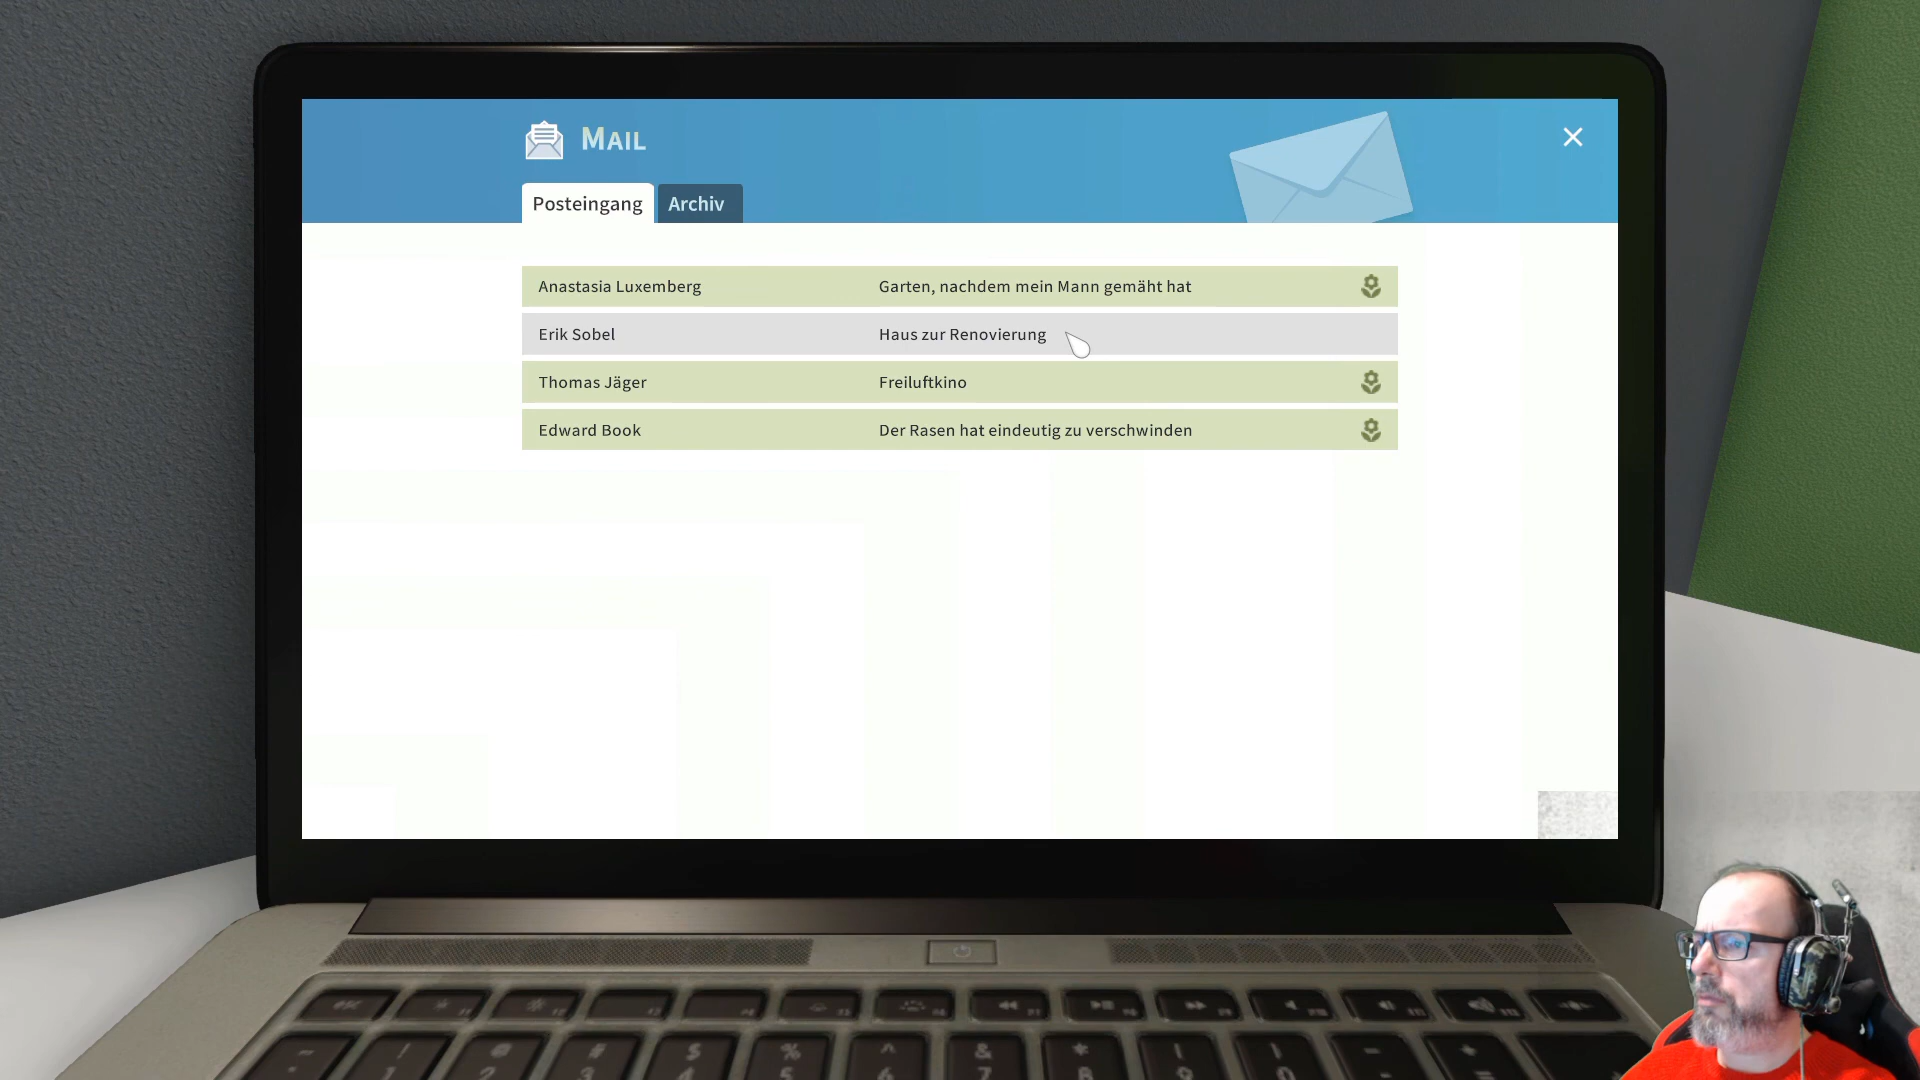 MAIL
Posteingang
Archiv
Anastasia Luxemberg Garten, nachdem mein Mann gemäht hat
Erik Sobel Haus zur Renovierung
Thomas Jäger Freiluftkino
Edward Book Der Rasen hat eindeutig zu verschwinden